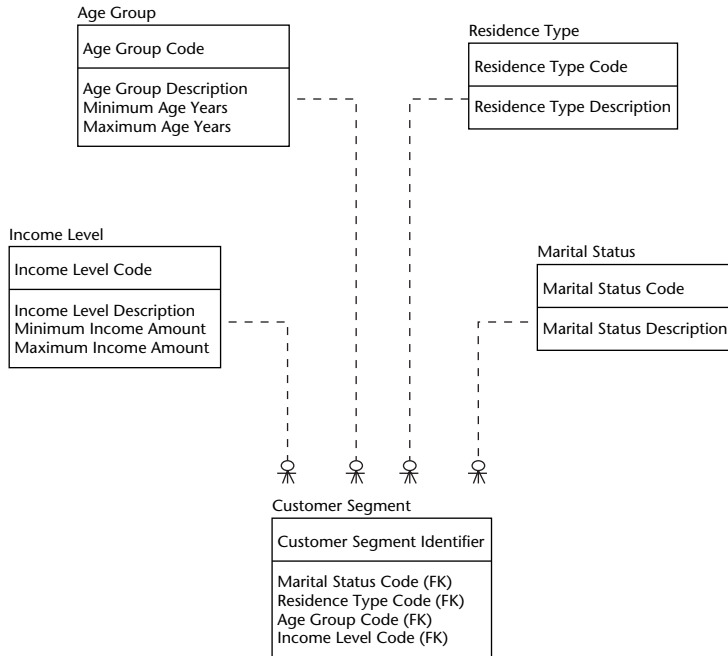 Age Group
Age Group Code
Age Group Description
Minimum Age Years
Maximum Age Years
Residence Type
Residence Type Code
Residence Type Description
Income Level
Income Level Code
Income Level Description
Minimum Income Amount
Maximum Income Amount
Marital Status
Marital Status Code
Marital Status Description
Customer Segment
Customer Segment Identifier
Marital Status Code (FK)
Residence Type Code (FK)
Age Group Code (FK)
Income Level Code (FK)